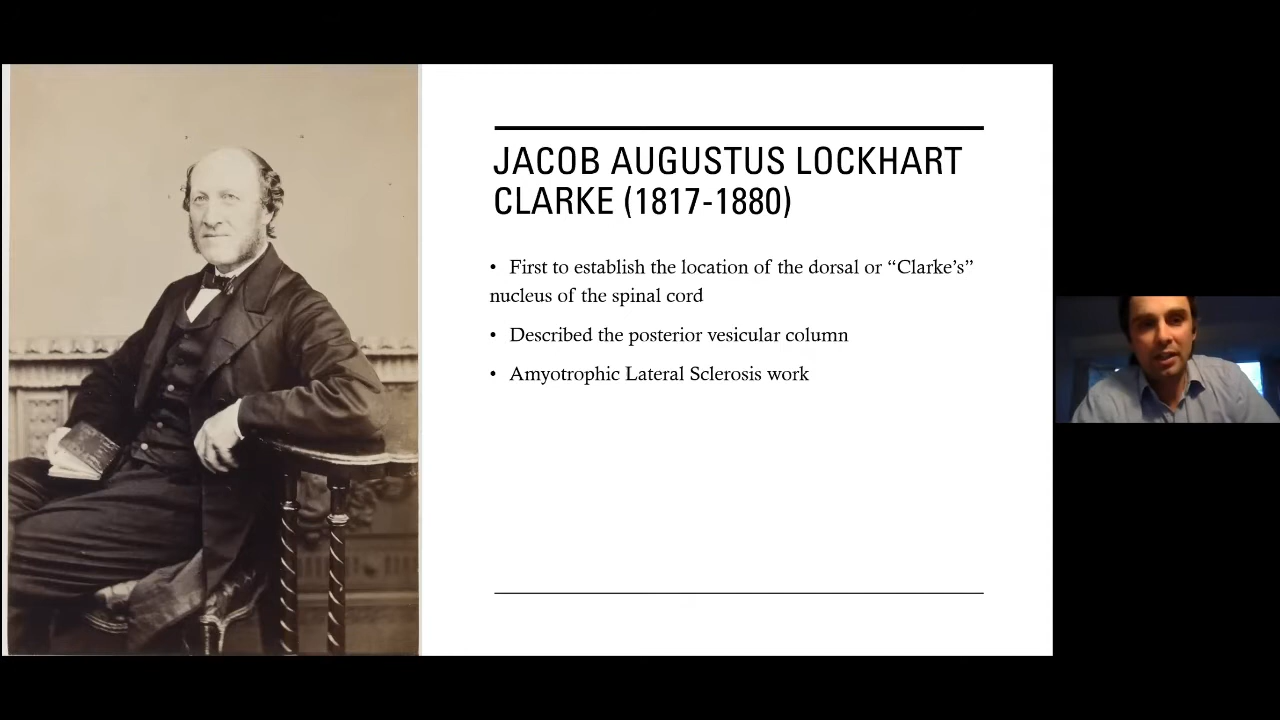 JACOB AUGUSTUS LOCKHART
CLARKE (1817-1880)
• First to establish the location of the dorsal or “Clarke’s”
nucleus of the spinal cord
• Described the posterior vesicular column
• Amyotrophic Lateral Sclerosis work